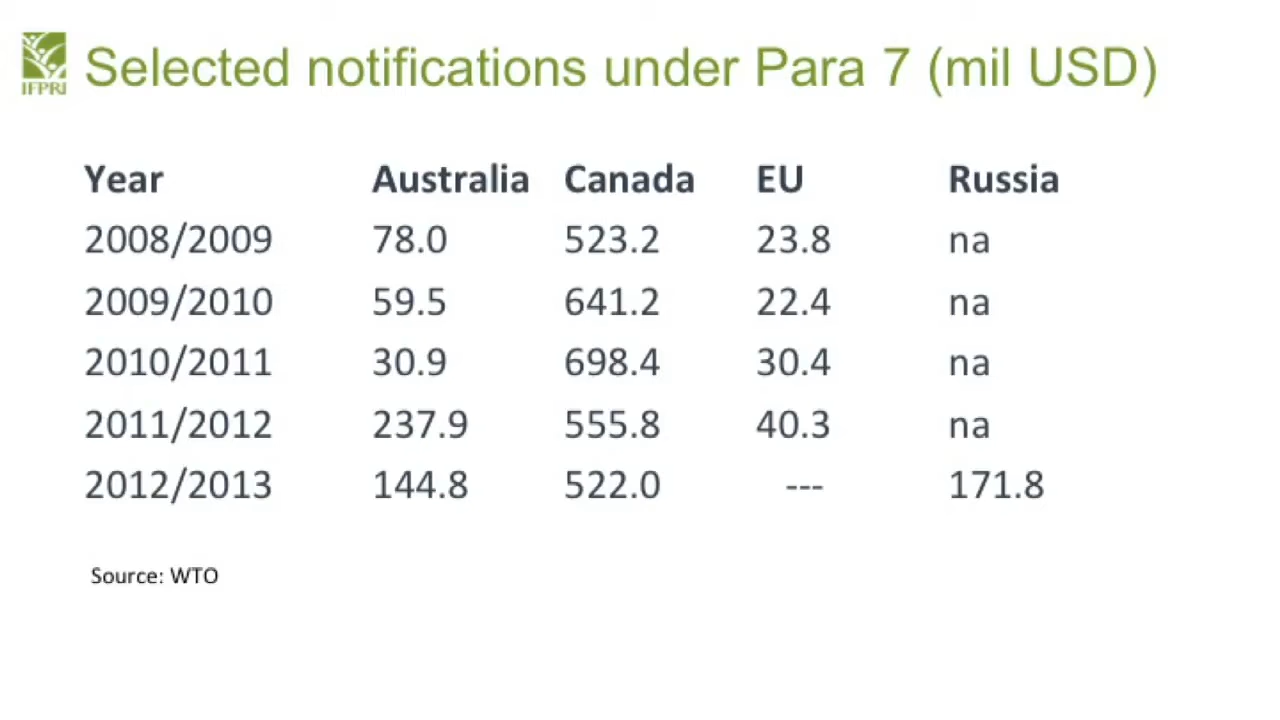 IFPRI
Selected notifications under Para 7 (mil USD)
Year Australia Canada EU Russia
2008/2009 78.0 523.2 23.8 na
2009/2010 59.5 641.2 22.4 na
2010/2011 30.9 698.4 30.4 na
2011/2012 237.9 555.8 40.3 na
2012/2013 144.8 522.0 --- 171.8
Source: WTO